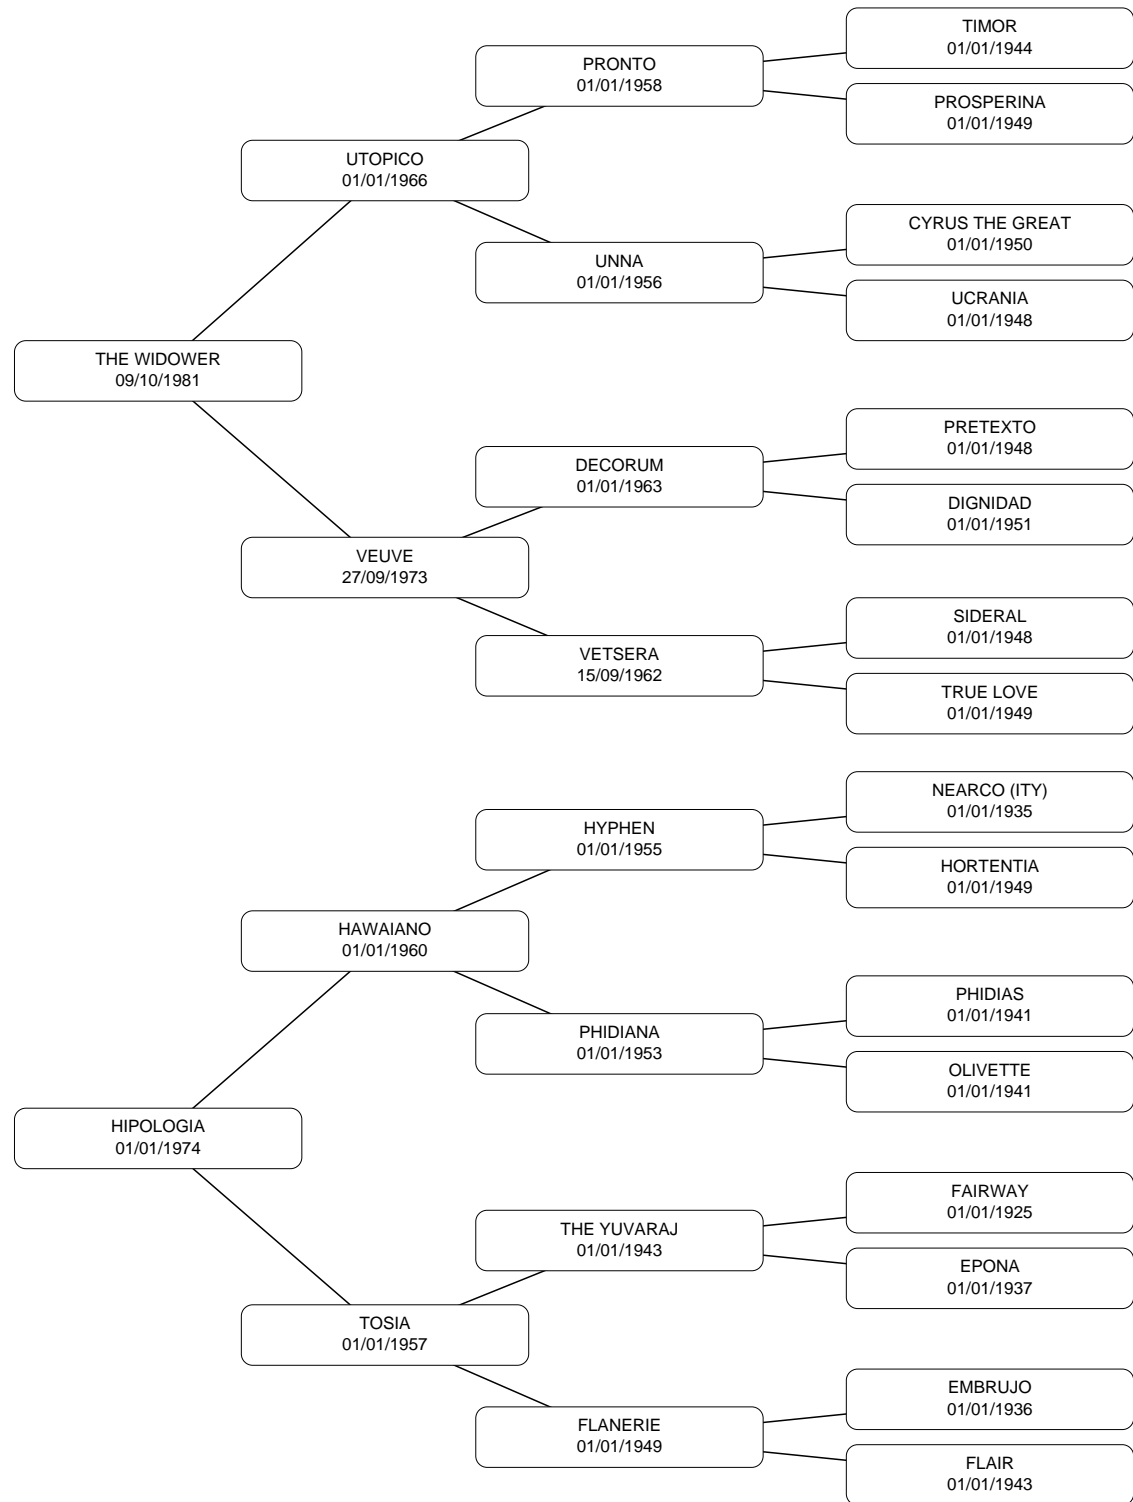 TIMOR
01/01/1944
PRONTO
01/01/1958
PROSPERINA
01/01/1949
UTOPICO
01/01/1966
CYRUS THE GREAT
01/01/1950
UNNA
01/01/1956
UCRANIA
01/01/1948
THE WIDOWER
09/10/1981
PRETEXTO
01/01/1948
DECORUM
01/01/1963
DIGNIDAD
01/01/1951
VEUVE
27/09/1973
SIDERAL
01/01/1948
VETSERA
15/09/1962
TRUE LOVE
01/01/1949
NEARCO (ITY)
01/01/1935
HYPHEN
01/01/1955
HORTENTIA
01/01/1949
HAWAIANO
01/01/1960
PHIDIAS
01/01/1941
PHIDIANA
01/01/1953
OLIVETTE
01/01/1941
HIPOLOGIA
01/01/1974
FAIRWAY
01/01/1925
THE YUVARAJ
01/01/1943
EPONA
01/01/1937
TOSIA
01/01/1957
EMBRUJO
01/01/1936
FLANERIE
01/01/1949
FLAIR
01/01/1943